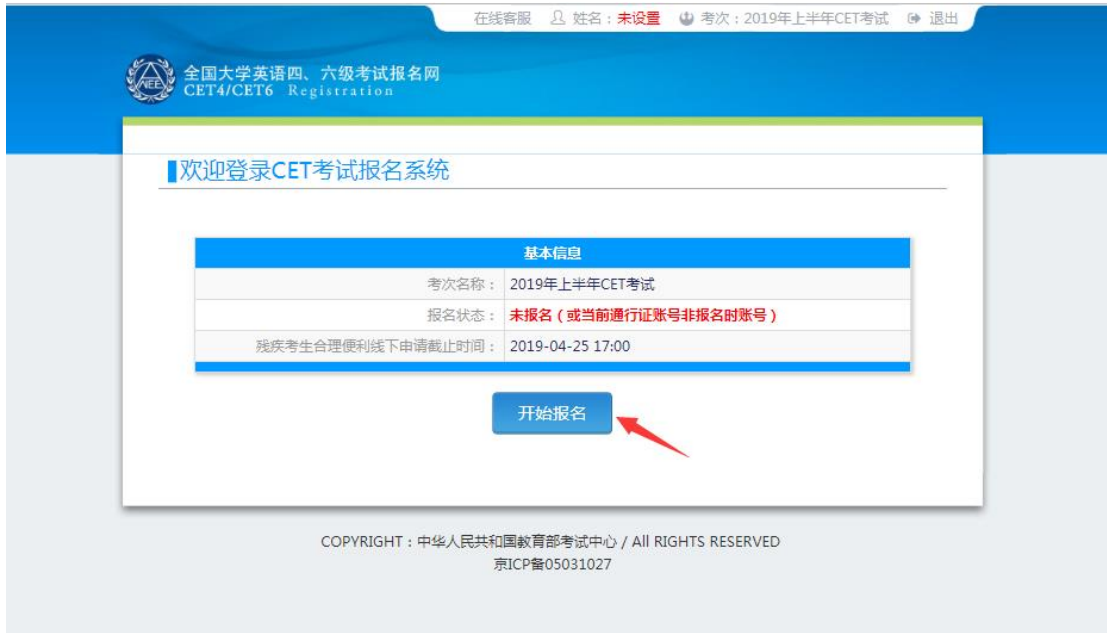 在线客服 姓名：未设置 考次：2019年上半年CET考试 退出
NEE
全国大学英语四、六级考试报名网
CET4/CET6 Registration
欢迎登录CET考试报名系统
基本信息
考次名称： 2019年上半年CET考试
报名状态： 未报名（或当前通行证账号非报名时账号）
残疾考生合理便利线下申请截止时间： 2019-04-25 17:00
开始报名
COPYRIGHT：中华人民共和国教育部考试中心 / All RIGHTS RESERVED
京ICP备05031027